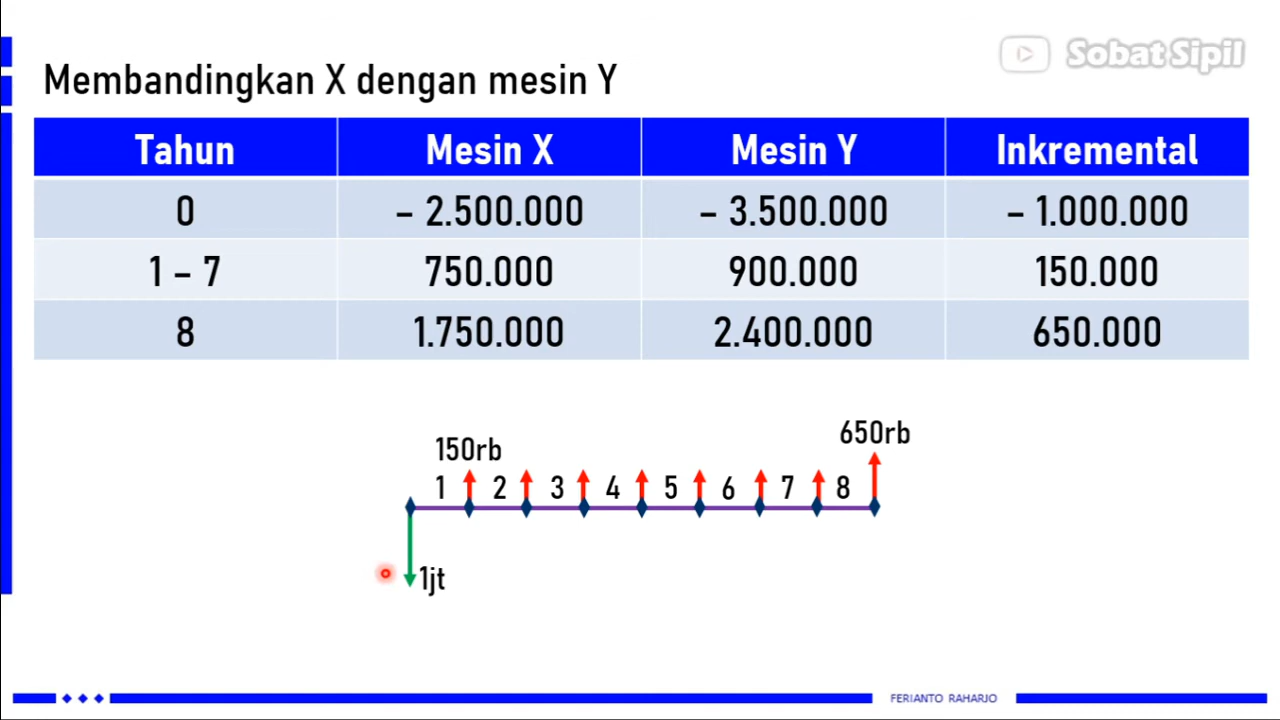 Sobat Sipil
Membandingkan X dengan mesin Y
Tahun Mesin X Mesin Y Inkremental
0 – 2.500.000 – 3.500.000 – 1.000.000
1 – 7 750.000 900.000 150.000
8 1.750.000 2.400.000 650.000
650rb
150rb
1 2 3 4 5 6 7 8
1jt
FERIANTO RAHARJO